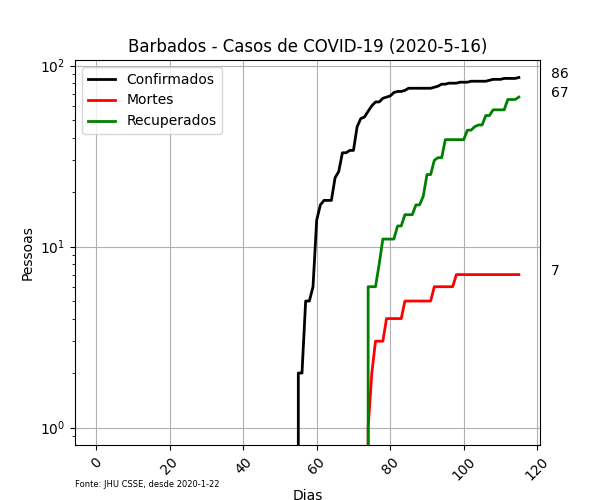 Barbados - Casos de COVID-19 (2020-5-16)
Confirmados
Mortes
Recuperados
86
67
7
10²
10¹
10⁰
Pessoas
0
20
40
60
80
100
120
Dias
Fonte: JHU CSSE, desde 2020-1-22